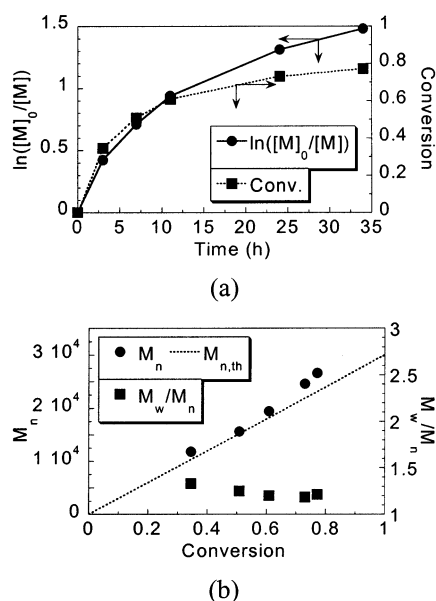 ln([M]0/[M])
1.5
1
0.5
0
1
0.8
0.6
0.4
0.2
0
Conversion
ln([M]0/[M])
Conv.
0 5 10 15 20 25 30 35
Time (h)
(a)
Mn
3 10^4
2 10^4
1 10^4
0
Mn Mn,th
Mw/Mn
3
2.5
2
1.5
1
Mw/Mn
0 0.2 0.4 0.6 0.8 1
Conversion
(b)